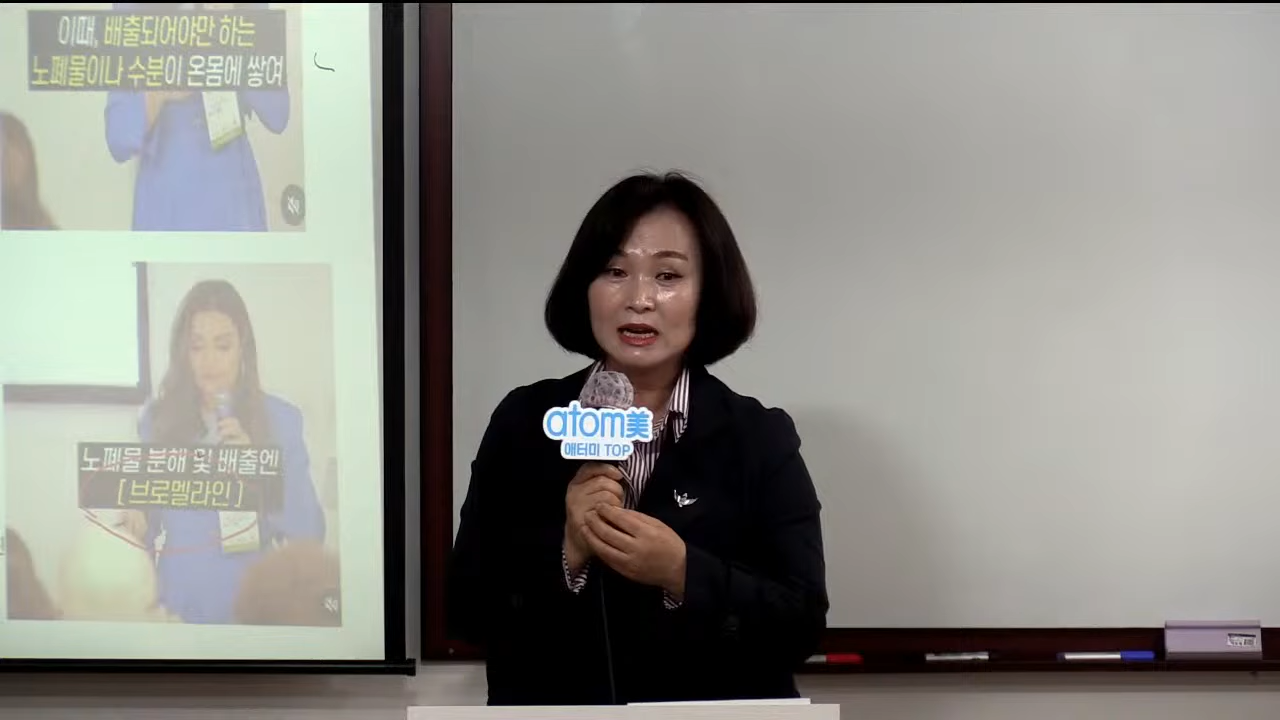 이때, 배출되어야만 하는
노폐물이나 수분이 온몸에 쌓여
노폐물 분해 및 배출엔
[ 브로멜라인 ]
atom美
애터미 TOP